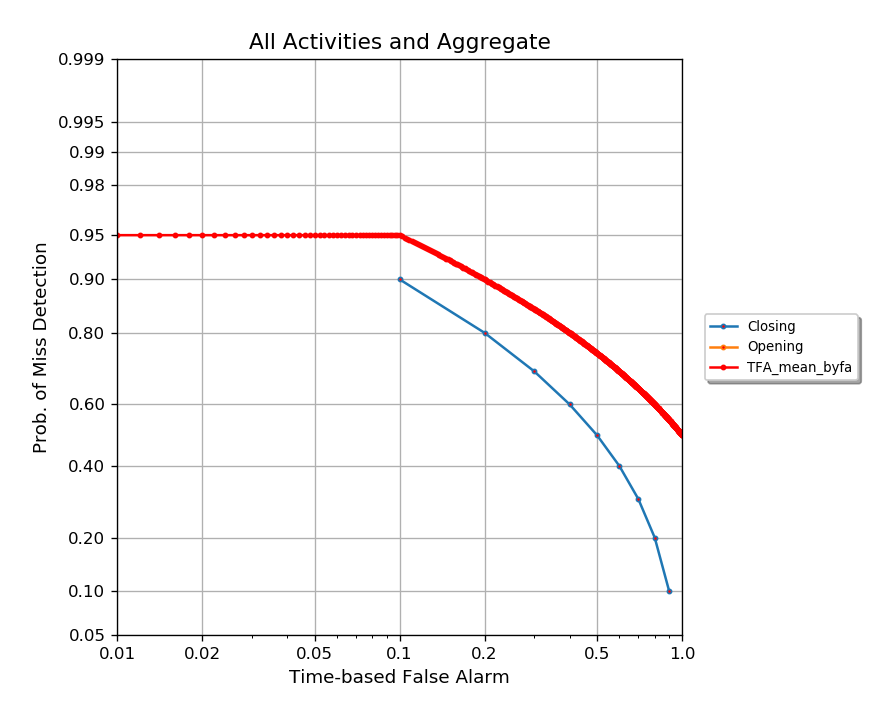 All Activities and Aggregate
0.999
0.995
0.99
0.98
0.95
0.90
0.80
0.60
0.40
0.20
0.10
0.05
Prob. of Miss Detection
0.01 0.02 0.05 0.1 0.2 0.5 1.0
Time-based False Alarm
Closing
Opening
TFA_mean_byfa